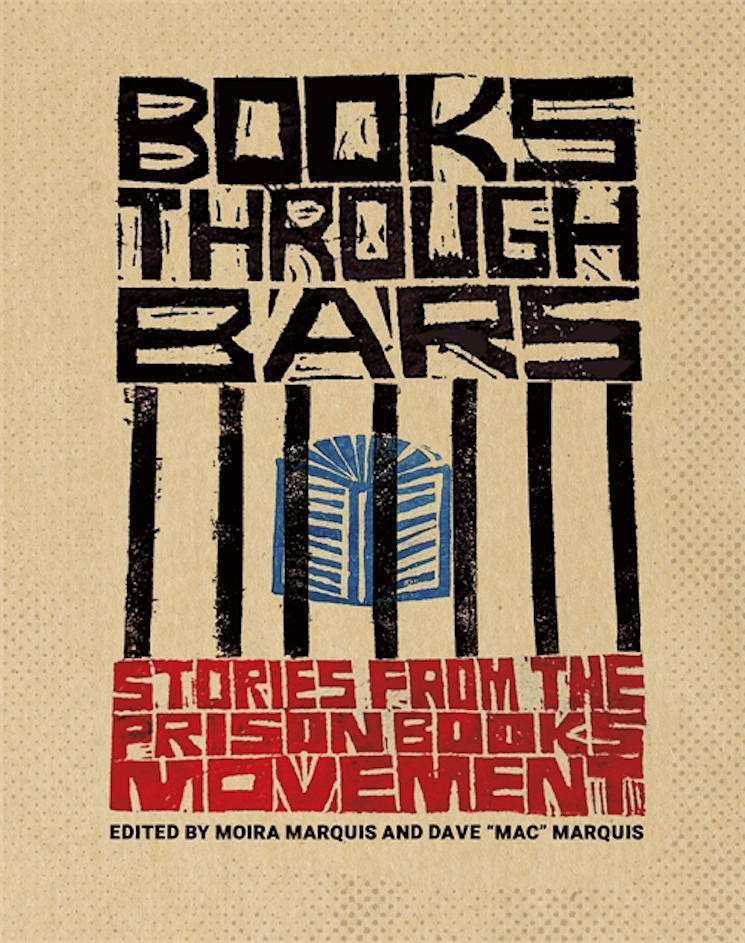 BOOKS
THROUGH
BARS
STORIES FROM THE
PRISON BOOKS
MOVEMENT
EDITED BY MOIRA MARQUIS AND DAVE “MAC” MARQUIS